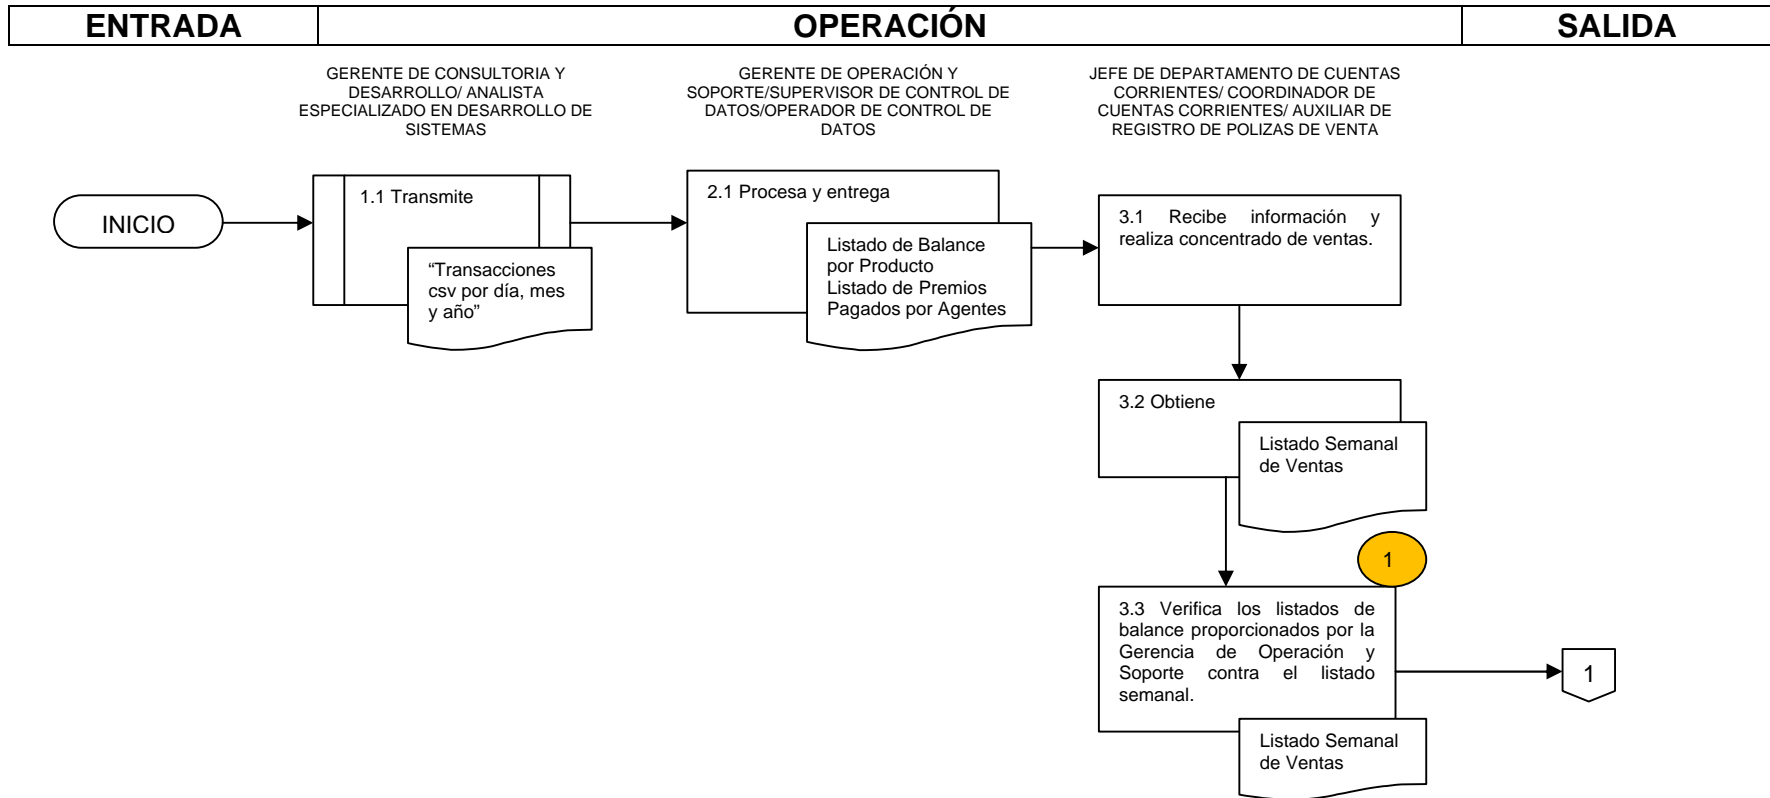 ENTRADA OPERACIÓN SALIDA
GERENTE DE CONSULTORIA Y
DESARROLLO/ ANALISTA
ESPECIALIZADO EN DESARROLLO DE
SISTEMAS
GERENTE DE OPERACIÓN Y
SOPORTE/SUPERVISOR DE CONTROL DE
DATOS/OPERADOR DE CONTROL DE
DATOS
JEFE DE DEPARTAMENTO DE CUENTAS
CORRIENTES/ COORDINADOR DE
CUENTAS CORRIENTES/ AUXILIAR DE
REGISTRO DE POLIZAS DE VENTA
INICIO
1.1 Transmite
“Transacciones
csv por día, mes
y año”
2.1 Procesa y entrega
Listado de Balance
por Producto
Listado de Premios
Pagados por Agentes
3.1 Recibe información y
realiza concentrado de ventas.
3.2 Obtiene
Listado Semanal
de Ventas
1
3.3 Verifica los listados de
balance proporcionados por la
Gerencia de Operación y
Soporte contra el listado
semanal.
1
Listado Semanal
de Ventas